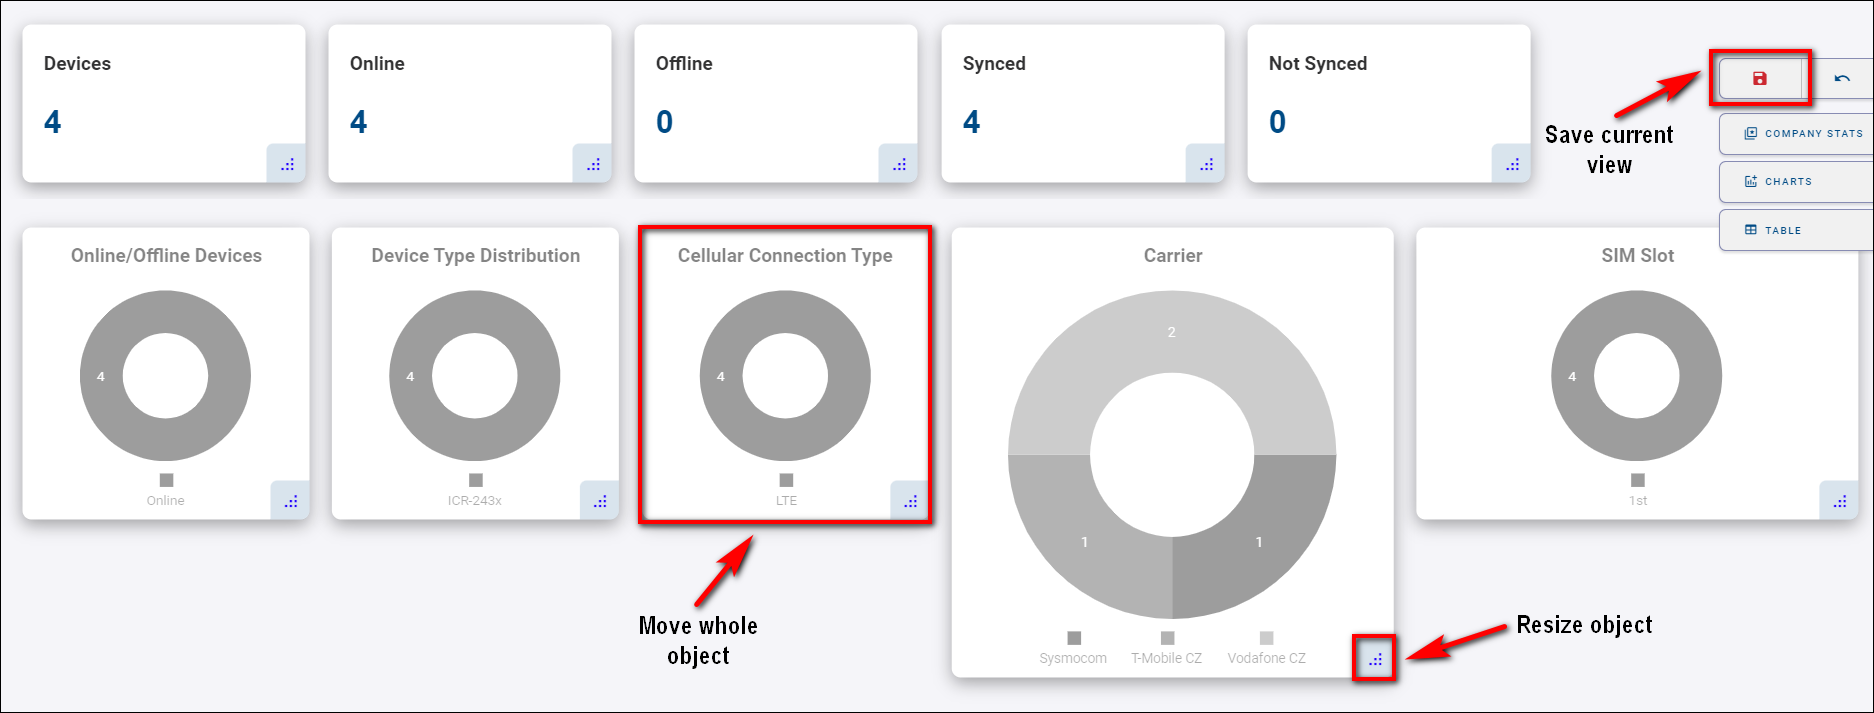 Devices
4
Online
4
Offline
0
Synced
4
Not Synced
0
Save current
view
COMPANY STATS
CHARTS
TABLE
Online/Offline Devices
4
Online
Device Type Distribution
4
ICR-243x
Cellular Connection Type
4
LTE
Carrier
2
1
1
Sysmocom
T-Mobile CZ
Vodafone CZ
SIM Slot
4
1st
Move whole
object
Resize object